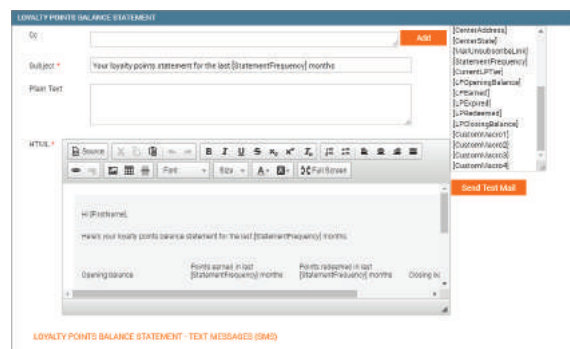 LOYALTY POINTS BALANCE STATEMENT
Cc
Add
Subject *
Your loyalty points statement for the last [StatementFrequency] months
Plain Text
HTML *
Source
B I U S
Font
Size
Full Screen
Hi [FirstName],
Here's your loyalty points balance statement for the last [StatementFrequency] months
Opening balance
Points earned in last
[StatementFrequency] months
Points redeemed in last
[StatementFrequency] months
[CenterAddress]
[CenterState]
[MailUnsubscribeLink]
[StatementFrequency]
[CurrentLPTier]
[LPOpeningBalance]
[LPEarned]
[LPExpired]
[LPRedeemed]
[LPClosingBalance]
[CustomMacro1]
[CustomMacro2]
[CustomMacro3]
[CustomMacro4]
Send Test Mail
LOYALTY POINTS BALANCE STATEMENT - TEXT MESSAGES (SMS)